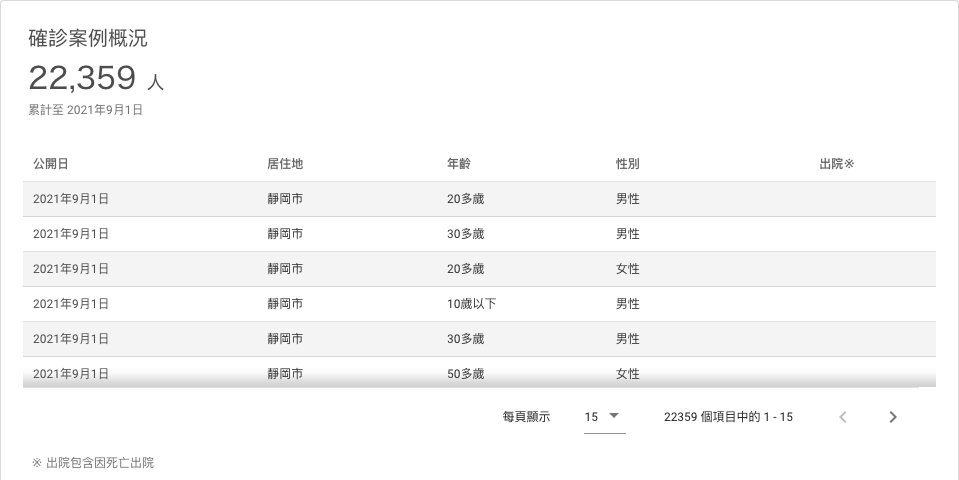 確診案例概況
22,359 人
累計至 2021年9月1日
公開日 居住地 年齡 性別 出院※
2021年9月1日 靜岡市 20多歲 男性
2021年9月1日 靜岡市 30多歲 男性
2021年9月1日 靜岡市 20多歲 女性
2021年9月1日 靜岡市 10歲以下 男性
2021年9月1日 靜岡市 30多歲 男性
2021年9月1日 靜岡市 50多歲 女性
每頁顯示 15 22359 個項目中的 1 - 15
※ 出院包含因死亡出院